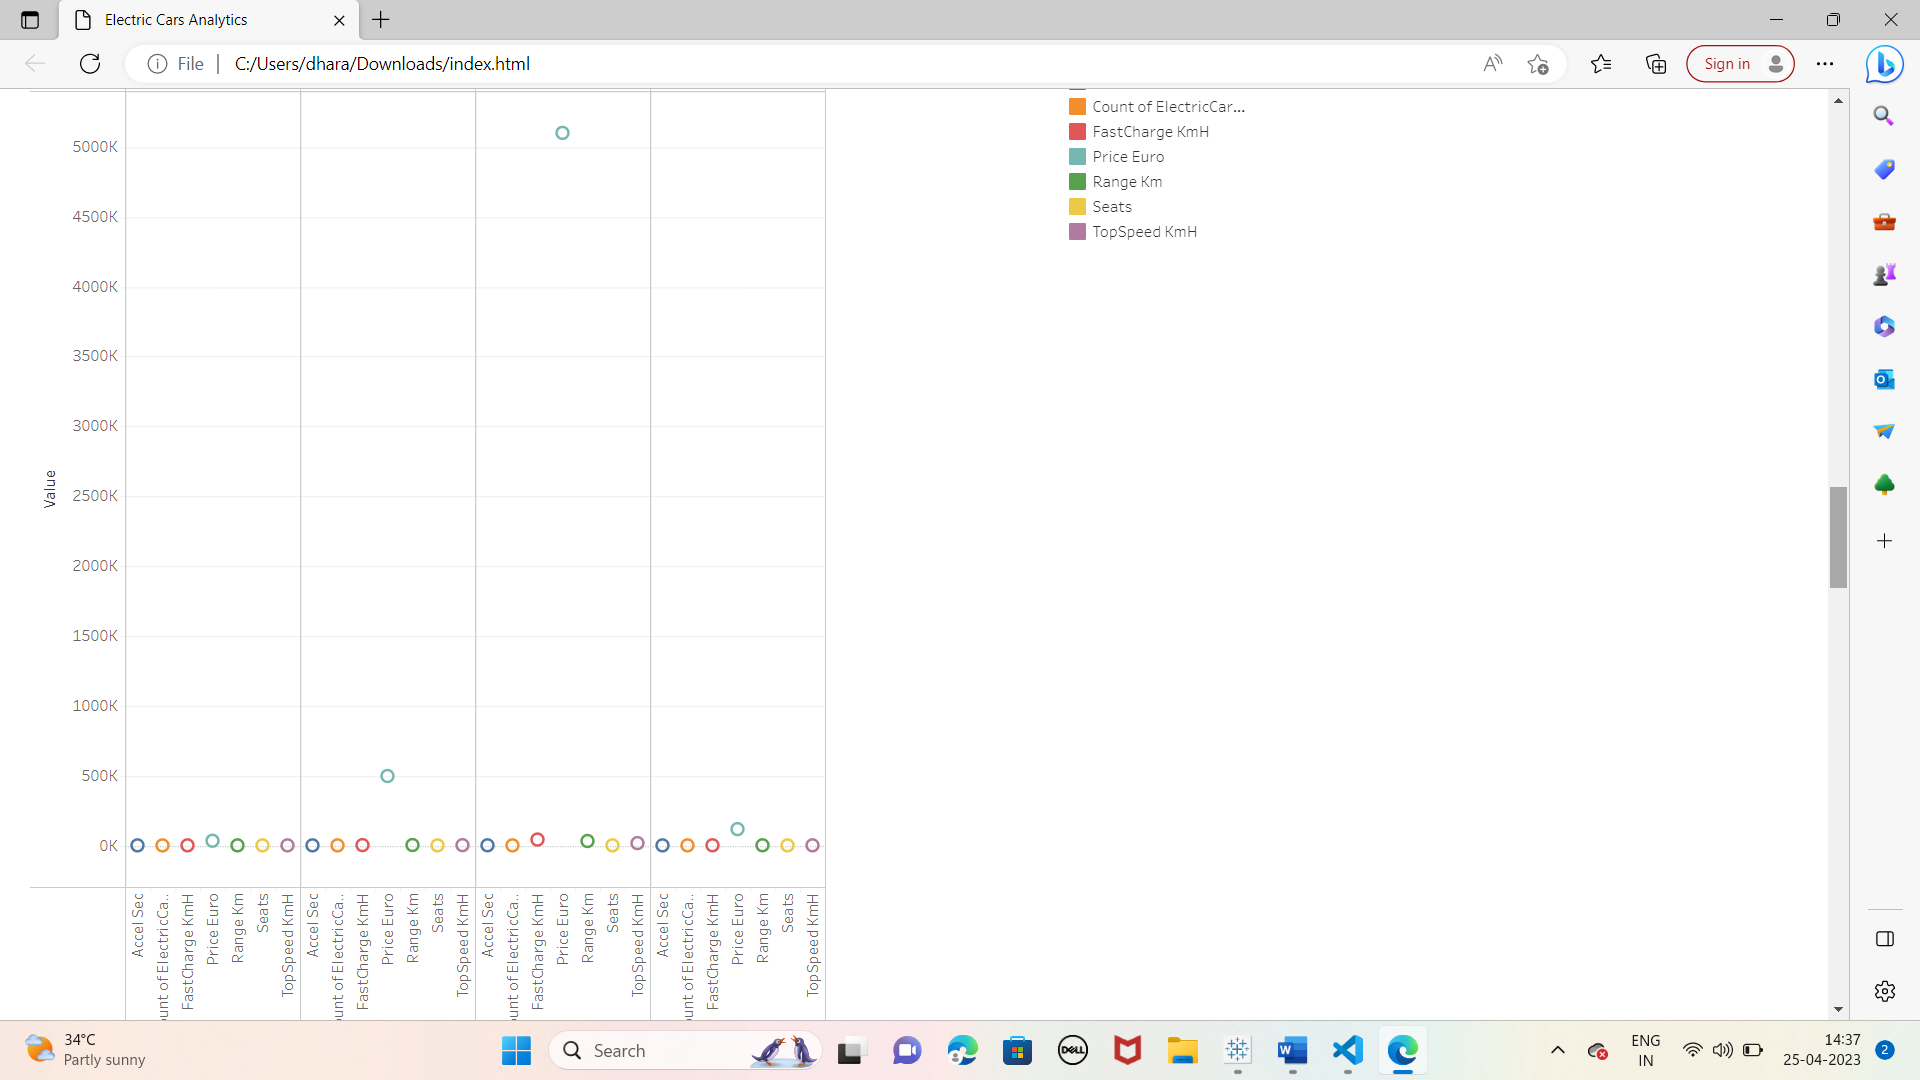 Electric Cars Analytics
File
C:/Users/dhara/Downloads/index.html
Sign in
Count of ElectricCar...
FastCharge KmH
Price Euro
Range Km
Seats
TopSpeed KmH
5000K
4500K
4000K
3500K
3000K
2500K
2000K
1500K
1000K
500K
0K
Value
Accel Sec
ount of ElectricCa..
FastCharge KmH
Price Euro
Range Km
Seats
TopSpeed KmH
Accel Sec
ount of ElectricCa..
FastCharge KmH
Price Euro
Range Km
Seats
TopSpeed KmH
Accel Sec
ount of ElectricCa..
FastCharge KmH
Price Euro
Range Km
Seats
TopSpeed KmH
Accel Sec
ount of ElectricCa..
FastCharge KmH
Price Euro
Range Km
Seats
TopSpeed KmH
34°C
Partly sunny
Search
DELL
ENG
IN
14:37
25-04-2023
2